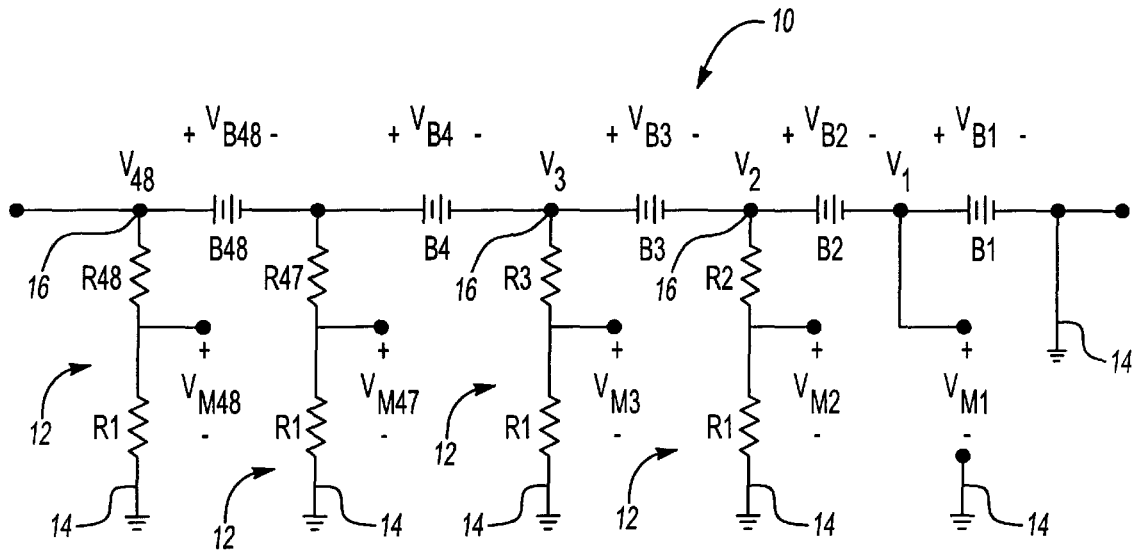 10
+ VB48 - + VB4 - + VB3 - + VB2 - + VB1 -
V48 V3 V2 V1
B48 B4 B3 B2 B1
16 R48 R47 16 R3 16 R2
+ + + + + 14
VM48 VM47 VM3 VM2 VM1
12 R1 - R1 - 12 R1 - R1 - -
14 12 14 14 12 14 14